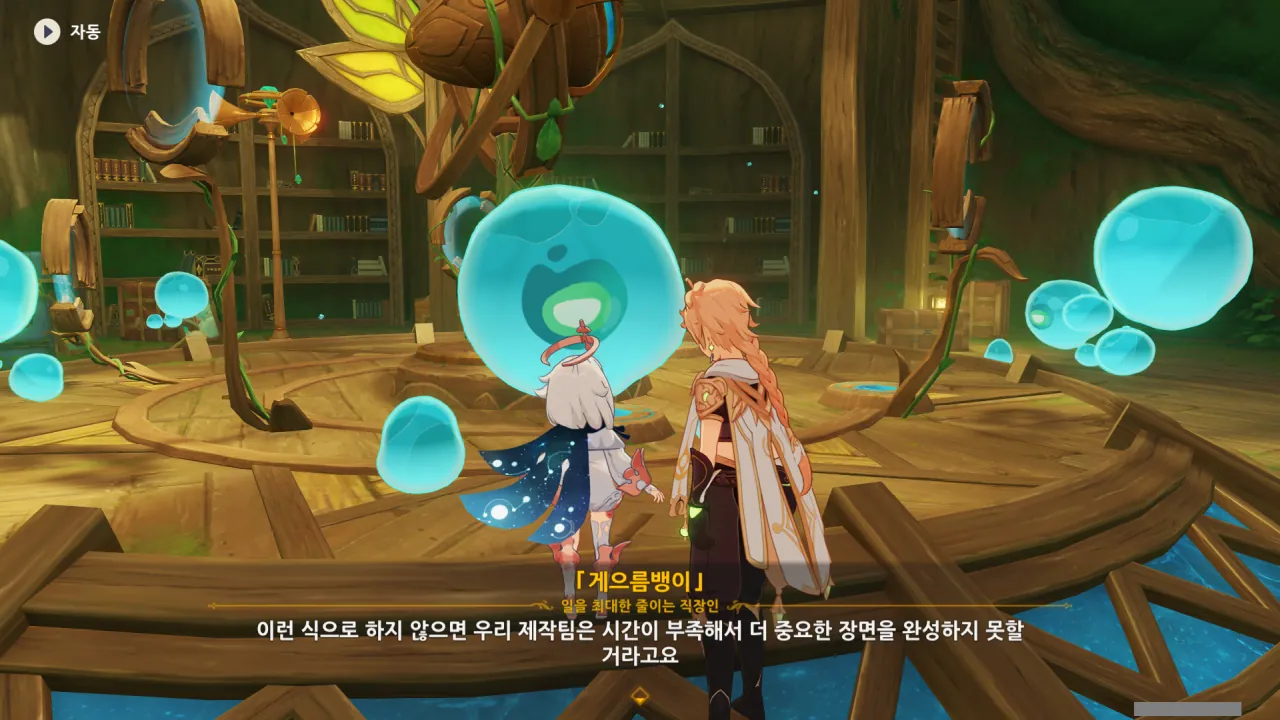 자동
「게으름뱅이」
일을 최대한 줄이는 직장인
이런 식으로 하지 않으면 우리 제작팀은 시간이 부족해서 더 중요한 장면을 완성하지 못할
거라고요